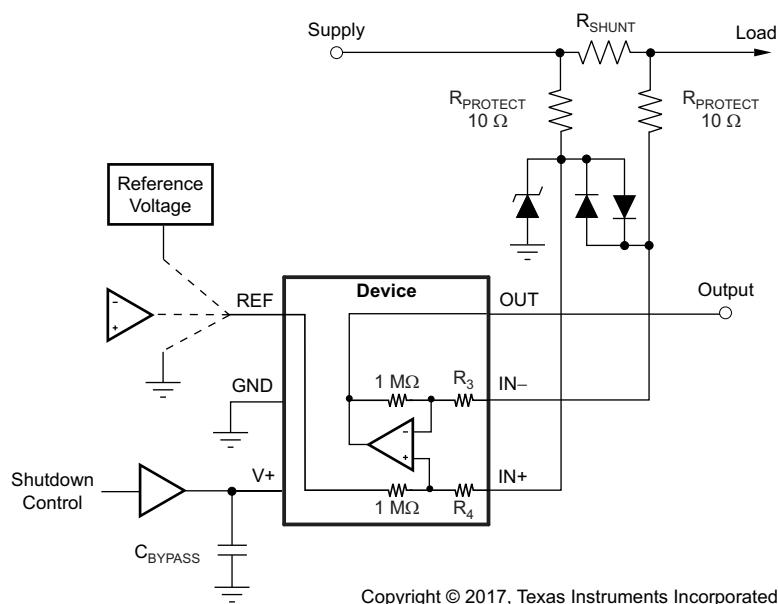 R_SHUNT
Supply
Load
R_PROTECT
10 Ω
R_PROTECT
10 Ω
Reference
Voltage
Device
REF
OUT
Output
-
+
GND
1 MΩ
R_3
IN–
-
+
V+
IN+
Shutdown
Control
1 MΩ
R_4
C_BYPASS
Copyright © 2017, Texas Instruments Incorporated